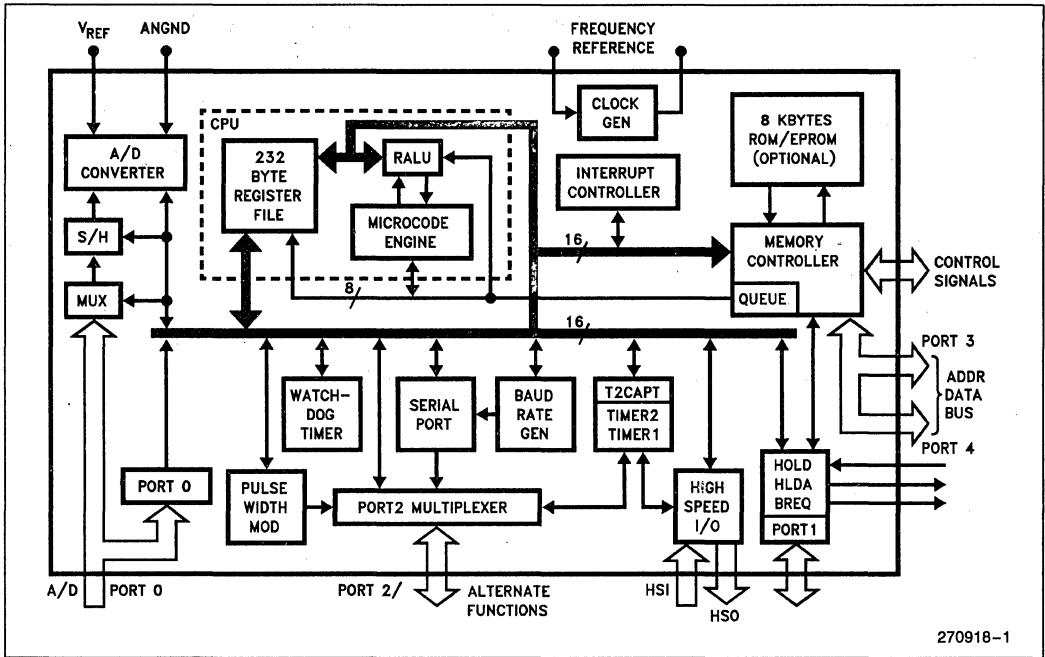 VREF
ANGND
FREQUENCY
REFERENCE
CPU
CLOCK
GEN
8 KBYTES
ROM/EPROM
(OPTIONAL)
A/D
CONVERTER
232
BYTE
REGISTER
FILE
RALU
INTERRUPT
CONTROLLER
S/H
MICROCODE
ENGINE
16
MEMORY
CONTROLLER
CONTROL
SIGNALS
MUX
8
QUEUE
16
PORT 3
ADDR
DATA
BUS
PORT 4
WATCH-
DOG
TIMER
SERIAL
PORT
BAUD
RATE
GEN
T2CAPT
TIMER2
TIMER1
PORT 0
PULSE
WIDTH
MOD
PORT2 MULTIPLEXER
HIGH
SPEED
I/O
HOLD
HLDA
BREQ
PORT1
A/D
PORT 0
PORT 2/
ALTERNATE
FUNCTIONS
HSI
HSO
270918-1